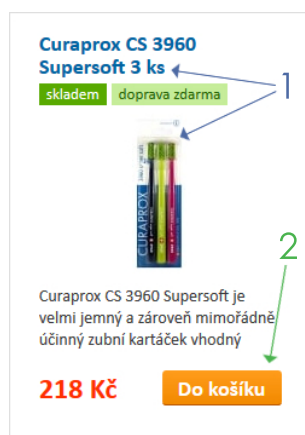 Curaprox CS 3960
Supersoft 3 ks
1
skladem
doprava zdarma
CURAPROX
2
Curaprox CS 3960 Supersoft je
velmi jemný a zároveň mimořádně
účinný zubní kartáček vhodný
218 Kč
Do košíku